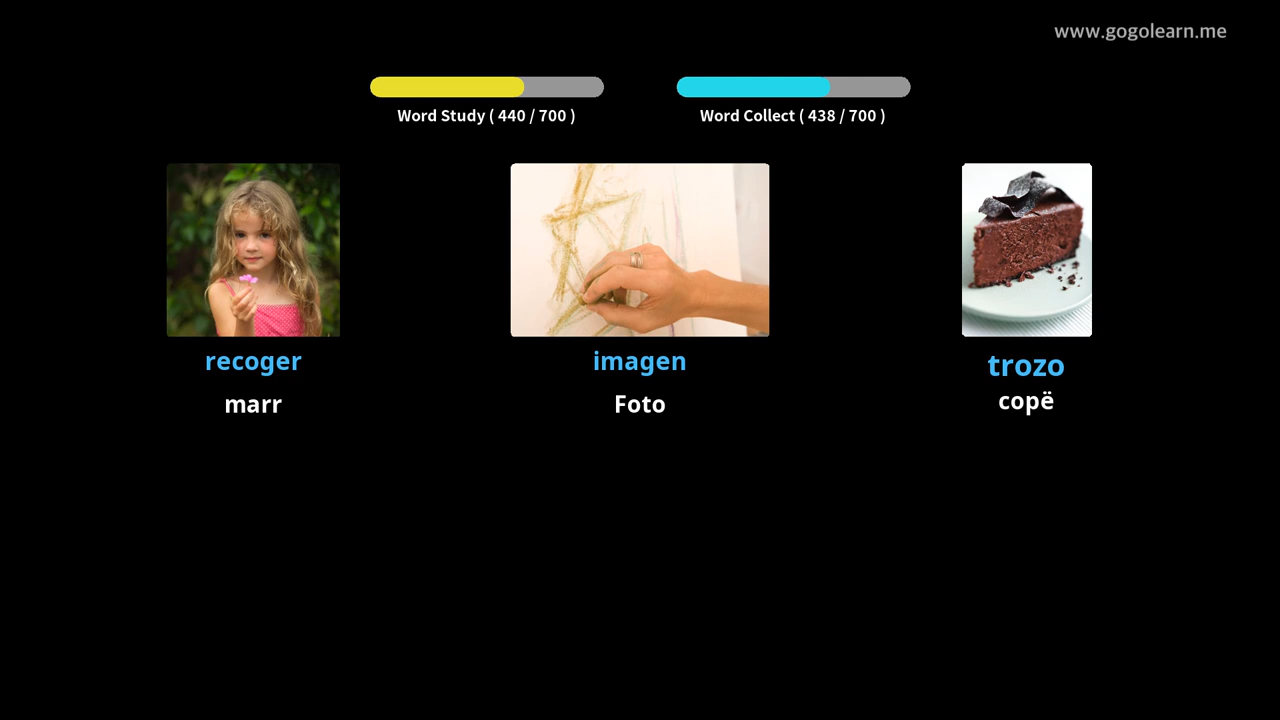 www.gogolearn.me
Word Study ( 440 / 700 )
Word Collect ( 438 / 700 )
recoger
marr
imagen
Foto
trozo
copë